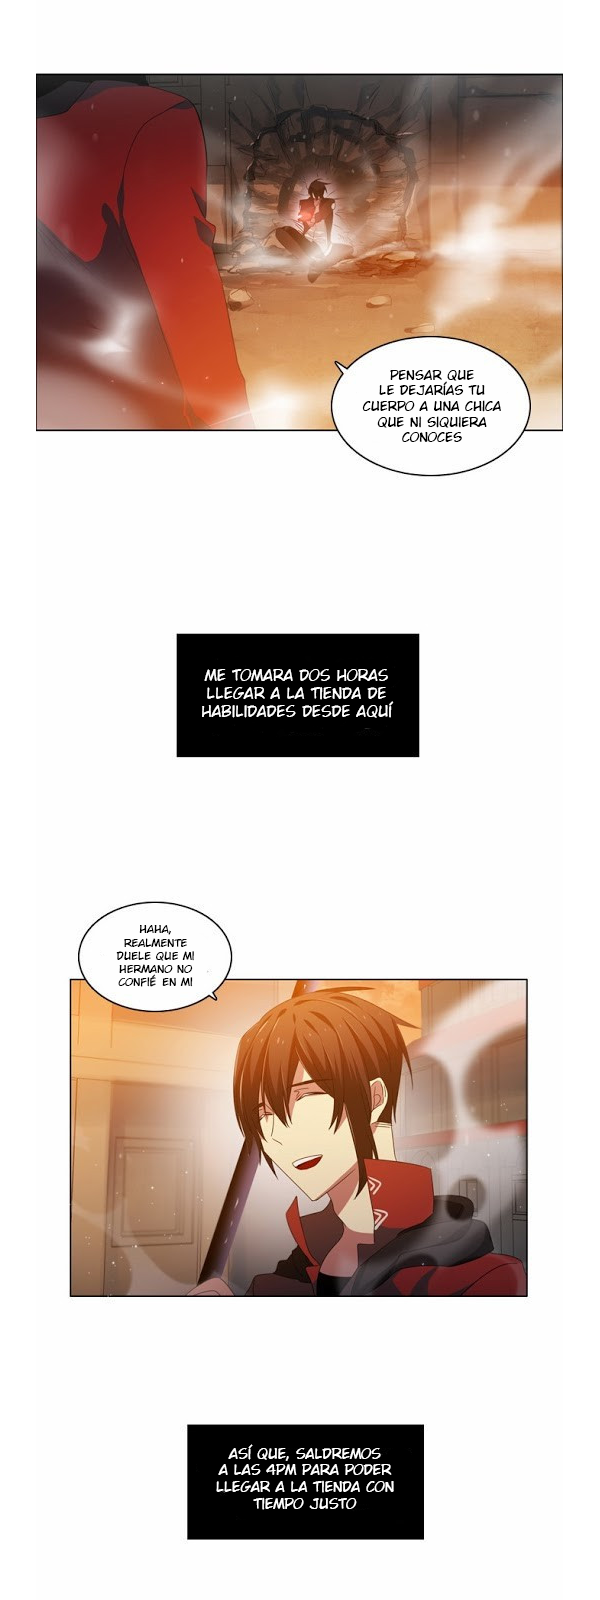 PENSAR QUE
LE DEJARÍAS TU
CUERPO A UNA CHICA
QUE NI SIQUIERA
CONOCES
ME TOMARA DOS HORAS
LLEGAR A LA TIENDA DE
HABILIDADES DESDE AQUÍ
HAHA,
REALMENTE
DUELE QUE MI
HERMANO NO
CONFIÉ EN MI
ASÍ QUE, SALDREMOS
A LAS 4PM PARA PODER
LLEGAR A LA TIENDA CON
TIEMPO JUSTO